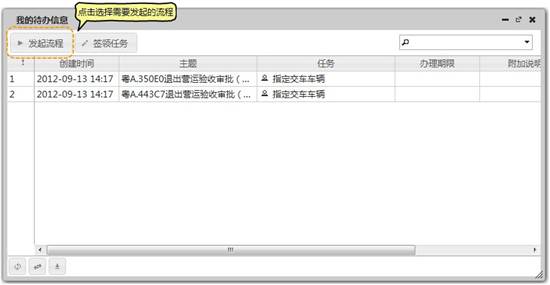 我的待办信息
点击选择需要发起的流程
发起流程 签领任务
! 创建时间 主题 任务 办理期限 附加说明
1 2012-09-13 14:17 粤A.350E0退出营运验收审批（... 指定交车车辆
2 2012-09-13 14:17 粤A.443C7退出营运验收审批（... 指定交车车辆